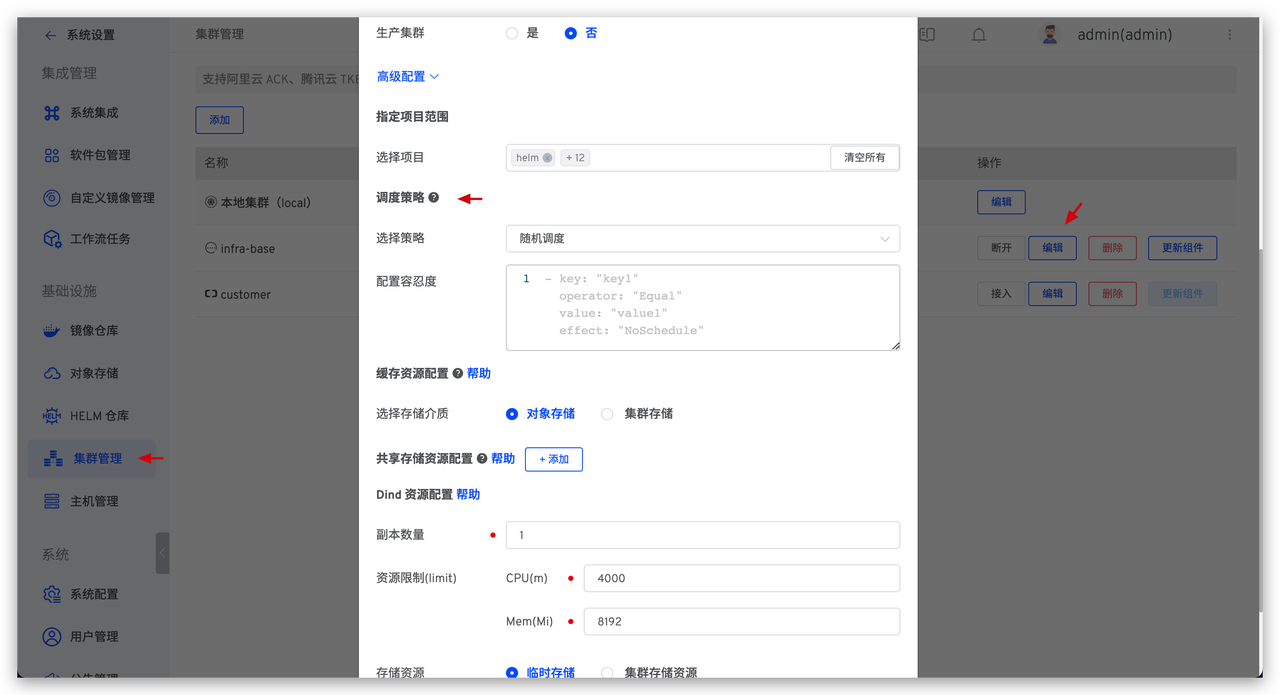 系统设置
集成管理
系统集成
软件包管理
自定义镜像管理
工作流任务
基础设施
镜像仓库
对象存储
HELM 仓库
集群管理
主机管理
系统
系统配置
用户管理
集群管理
admin(admin)
支持阿里云 ACK、腾讯云 TKE
添加
名称
操作
本地集群（local）
编辑
infra-base
断开
编辑
删除
更新组件
customer
接入
编辑
删除
更新组件
生产集群
是
否
高级配置
指定项目范围
选择项目
helm
+ 12
清空所有
调度策略
选择策略
随机调度
配置容忍度
1
- key: "key1"
operator: "Equal"
value: "value1"
effect: "NoSchedule"
缓存资源配置 帮助
选择存储介质
对象存储
集群存储
共享存储资源配置 帮助
+ 添加
Dind 资源配置 帮助
副本数量
1
资源限制(limit)
CPU(m)
4000
Mem(Mi)
8192
存储资源
临时存储
集群存储资源